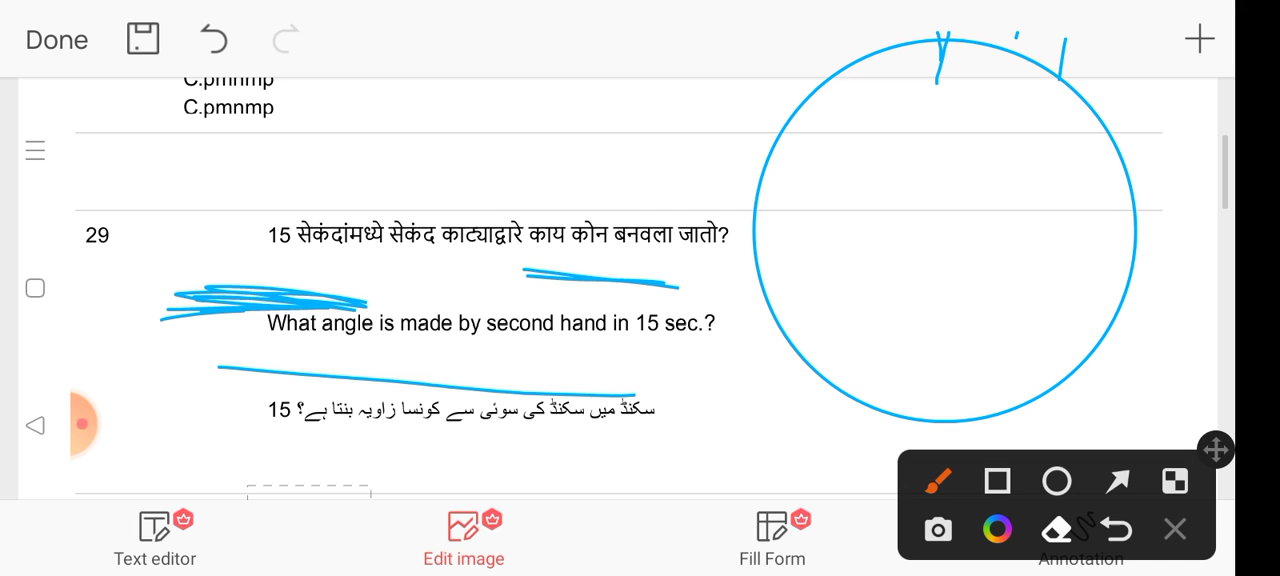 Done
C.pmnmp
C.pmnmp
29
15 सेकंदांमध्ये सेकंद काट्याद्वारे काय कोन बनवला जातो?
What angle is made by second hand in 15 sec.?
15 سکنڈ میں سکنڈ کی سوئی سے کونسا زاویہ بنتا ہے؟
Text editor
Edit image
Fill Form
Annotation